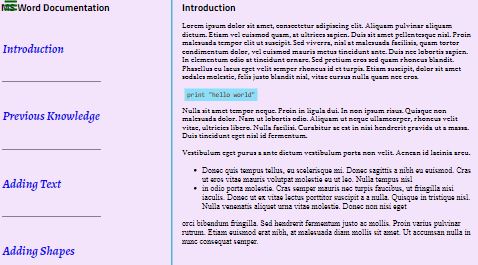 MS Word Documentation
Introduction
Previous Knowledge
Adding Text
Adding Shapes
Introduction
Lorem ipsum dolor sit amet, consectetur adipiscing elit. Aliquam pulvinar aliquam
dictum. Etiam vel euismod quam, at ultrices sapien. Duis sit amet pellentesque nisl. Proin
malesuada tempor elit ut suscipit. Sed viverra, nisl at malesuada facilisis, quam tortor
condimentum dolor, vel euismod mauris metus tincidunt ante. Duis nec lobortis sapien.
In elementum odio at tincidunt ornare. Sed pretium eros sed quam rhoncus blandit.
Phasellus eu lacus eget velit semper rhoncus id et turpis. Etiam suscipit, diam sit amet
sodales molestie, felis justo blandit nisl, vitae cursus nulla quam nec eros.
print "hello world"
Nulla sit amet tempor neque. Proin in ligula dui. In non ipsum risus. Quisque non
malesuada dolor. Nam ut lobortis odio. Aliquam ut neque ullamcorper, rhoncus velit
vitae, ultricies libero. Nulla facilisi. Curabitur ac est in nisi hendrerit gravida ut a massa.
Duis tincidunt eget nisl id fermentum.
Vestibulum eget purus a ante dictum vestibulum porta non velit. Aenean id lacinia arcu.
• Donec quis tempus tellus, eu scelerisque mi. Donec sagittis a nibh eu euismod. Cras
ut eros vitae mauris volutpat molestie eu ut leo. Nulla tempus nisl
• in odio porta molestie. Cras semper mauris nec turpis faucibus, ut fringilla nisi
iaculis. Donec ut ex vitae lectus porttitor suscipit a a nulla. Quisque in tristique nisl.
Nulla venenatis aliquet urna vitae molestie. Donec non nisi eget
orci bibendum fringilla. Sed hendrerit fermentum justo ac mollis. Proin varius pulvinar
rutrum. Etiam euismod erat nibh, at malesuada diam mollis sit amet. Ut accumsan nulla in
nunc consequat semper.